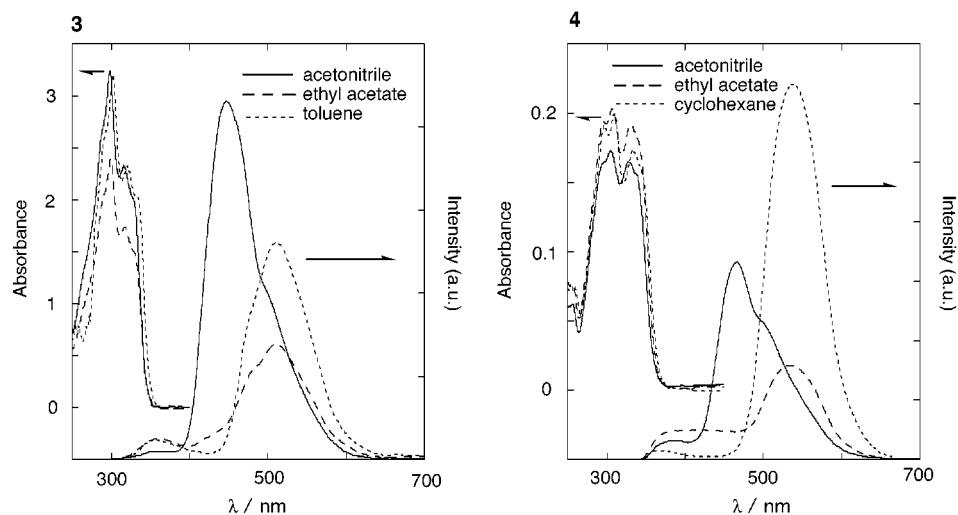 3
acetonitrile
ethyl acetate
toluene
3
2
1
0
Absorbance
Intensity (a.u.)
300
500
700
λ / nm
4
acetonitrile
ethyl acetate
cyclohexane
0.2
0.1
0
Absorbance
Intensity (a.u.)
300
500
700
λ / nm